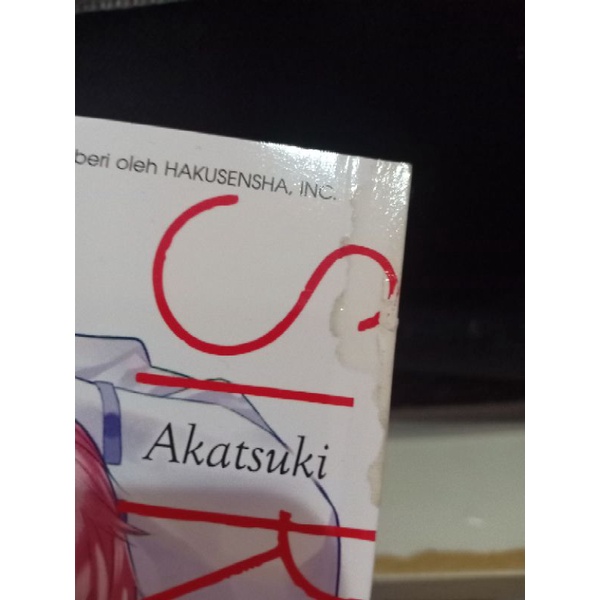 beri oleh HAKUSENSHA, INC.
S
Akatsuki
R